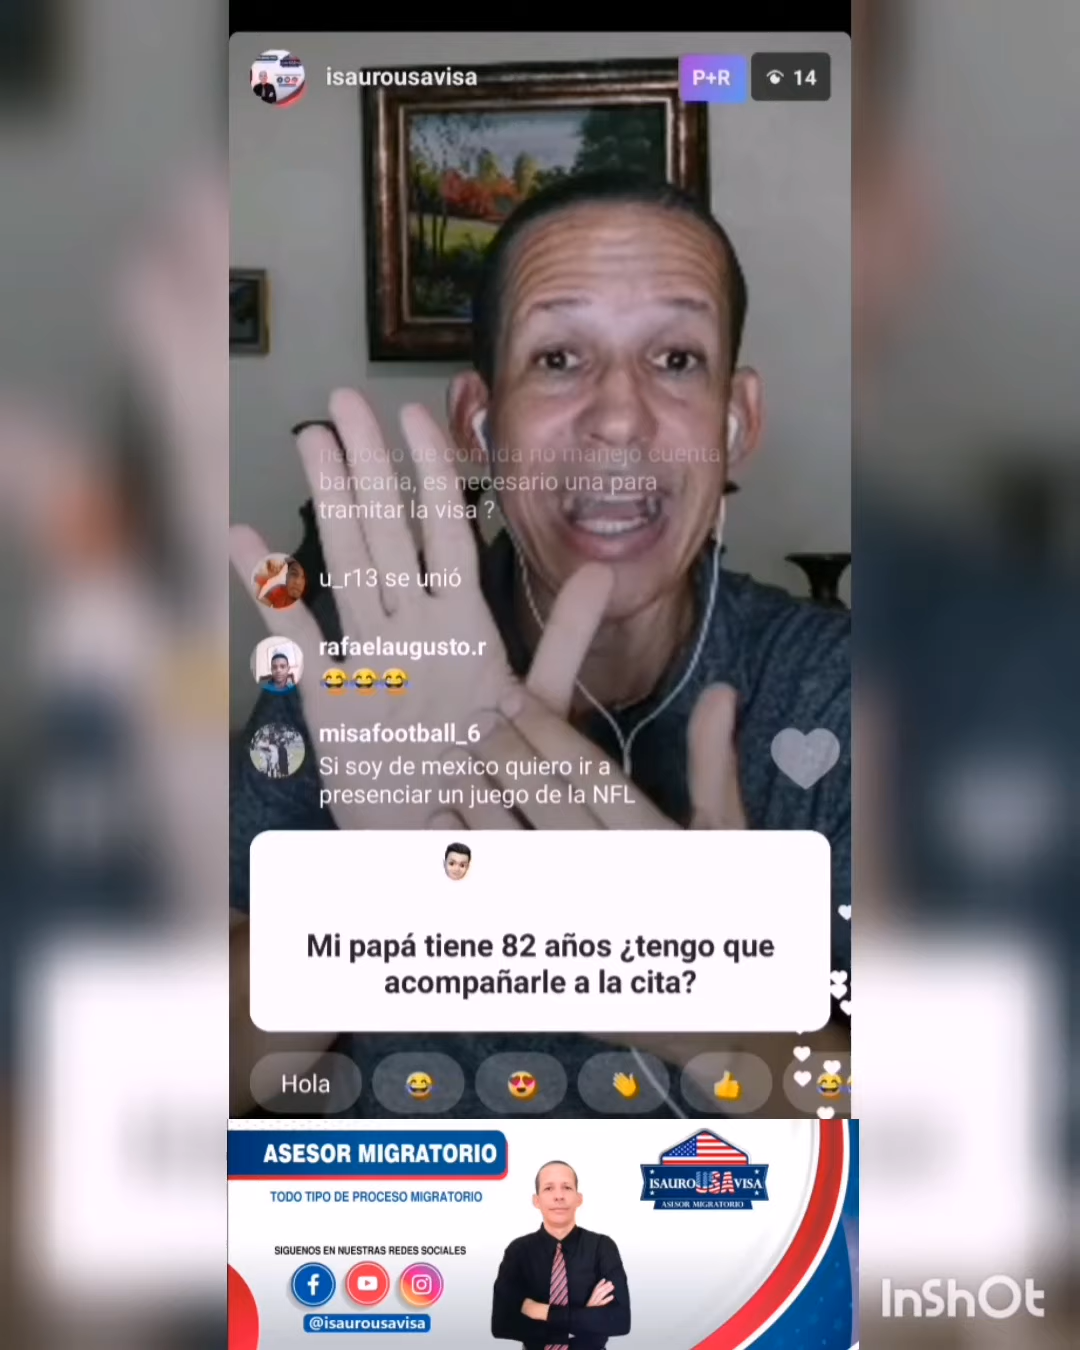 isaurousavisa
P+R
14
negocio de comida no manejo cuenta
bancaria, es necesario una para
tramitar la visa ?
u_r13 se unió
rafaelaugusto.r
😂😂😂
misafootball_6
Si soy de mexico quiero ir a
presenciar un juego de la NFL
Mi papá tiene 82 años ¿tengo que
acompañarle a la cita?
Hola
ASESOR MIGRATORIO
TODO TIPO DE PROCESO MIGRATORIO
SIGUENOS EN NUESTRAS REDES SOCIALES
@isaurousavisa
ISAURO USA VISA
ASESOR MIGRATORIO
InShOt